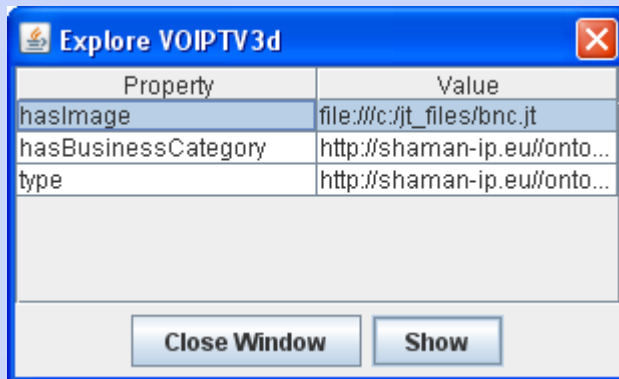 Explore VOIPTV3d
Property Value
hasImage file:///c:/jt_files/bnc.jt
hasBusinessCategory http://shaman-ip.eu//onto...
type http://shaman-ip.eu//onto...
Close Window Show